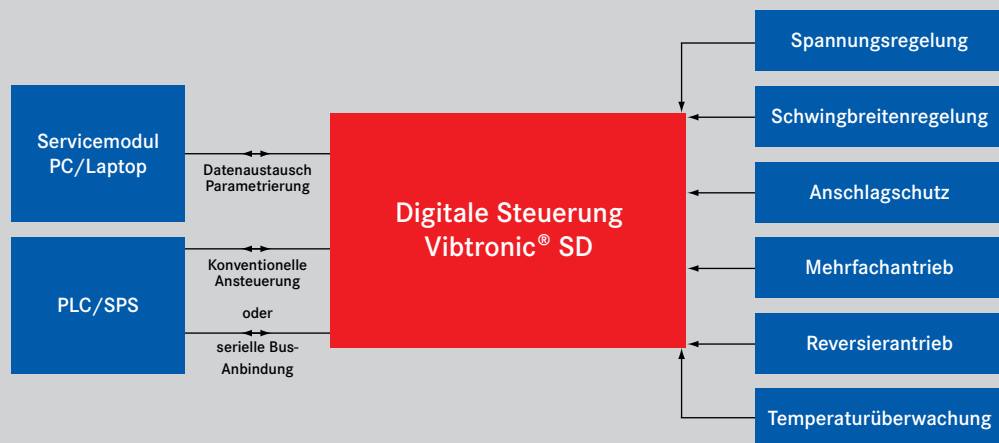 Servicemodul
PC/Laptop
Datenaustausch
Parametrierung
PLC/SPS
Konventionelle
Ansteuerung
oder
serielle Bus-
Anbindung
Digitale Steuerung
Vibtronic® SD
Spannungsregelung
Schwingbreitenregelung
Anschlagschutz
Mehrfachantrieb
Reversierantrieb
Temperaturüberwachung